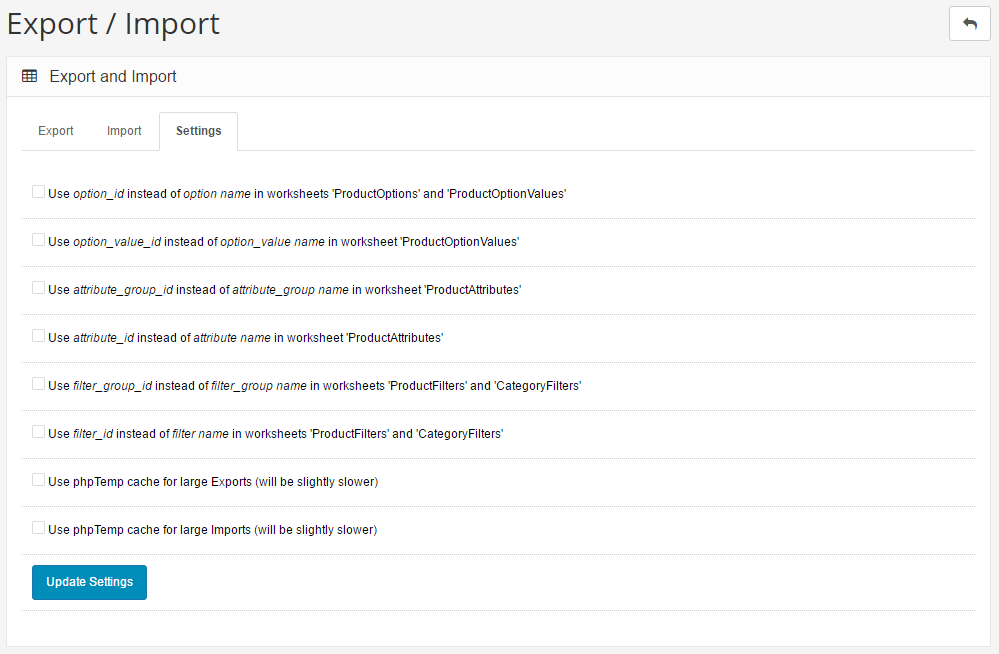 Export / Import
Export and Import
Export
Import
Settings
Use option_id instead of option name in worksheets 'ProductOptions' and 'ProductOptionValues'
Use option_value_id instead of option_value name in worksheet 'ProductOptionValues'
Use attribute_group_id instead of attribute_group name in worksheet 'ProductAttributes'
Use attribute_id instead of attribute name in worksheet 'ProductAttributes'
Use filter_group_id instead of filter_group name in worksheets 'ProductFilters' and 'CategoryFilters'
Use filter_id instead of filter name in worksheets 'ProductFilters' and 'CategoryFilters'
Use phpTemp cache for large Exports (will be slightly slower)
Use phpTemp cache for large Imports (will be slightly slower)
Update Settings